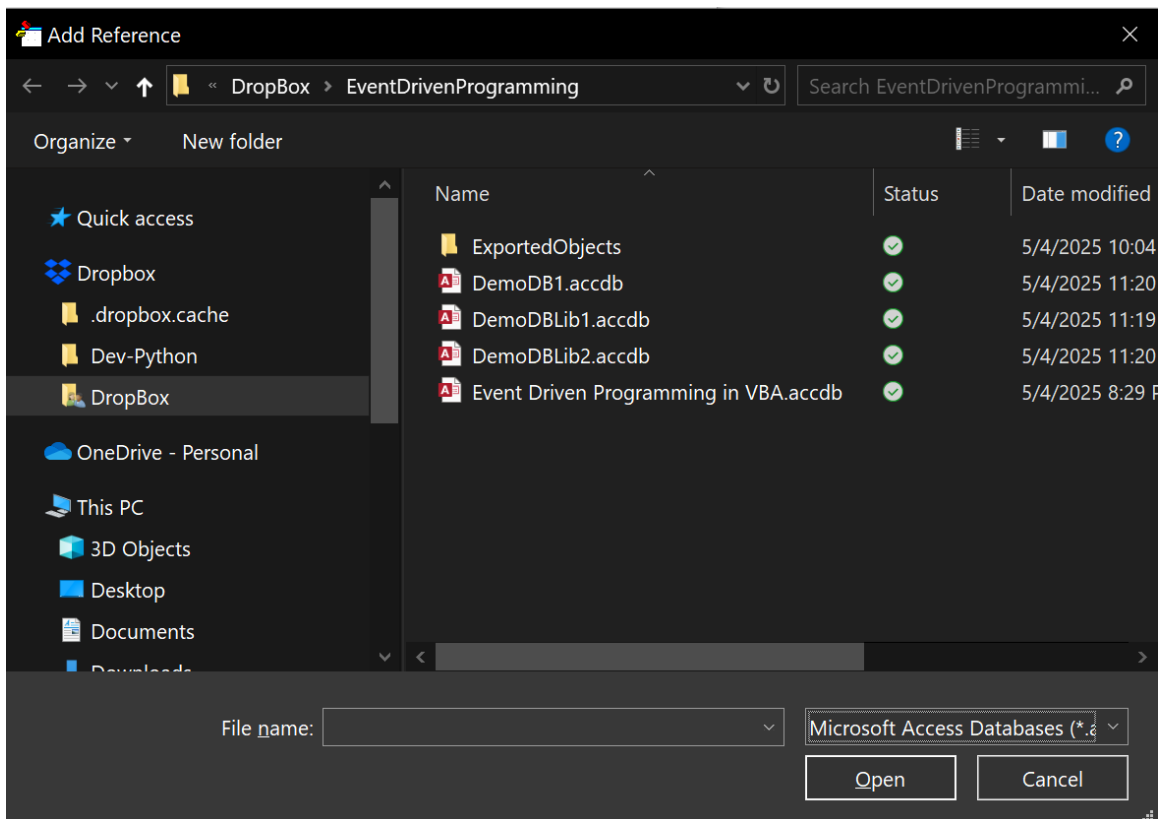 Add Reference
« DropBox > EventDrivenProgramming
Search EventDrivenProgrammi...
Organize
New folder
Quick access
Dropbox
.dropbox.cache
Dev-Python
DropBox
OneDrive - Personal
This PC
3D Objects
Desktop
Documents
Downloads
Name Status Date modified
ExportedObjects 5/4/2025 10:04
DemoDB1.accdb 5/4/2025 11:20
DemoDBLib1.accdb 5/4/2025 11:19
DemoDBLib2.accdb 5/4/2025 11:20
Event Driven Programming in VBA.accdb 5/4/2025 8:29 P
File name:
Microsoft Access Databases (*.a
Open
Cancel